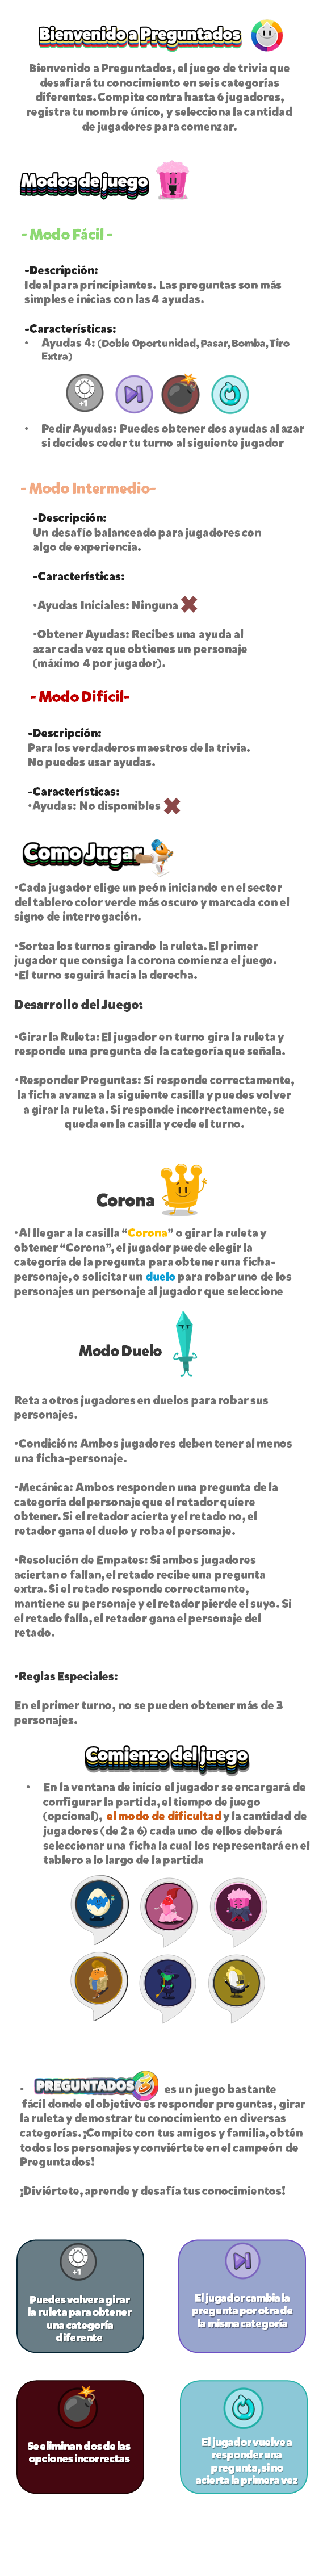 Bienvenido a Preguntados
Bienvenido a Preguntados, el juego de trivia que
desafiará tu conocimiento en seis categorías
diferentes. Compite contra hasta 6 jugadores,
registra tu nombre único, y selecciona la cantidad
de jugadores para comenzar.
Modos de juego
- Modo Fácil -
-Descripción:
Ideal para principiantes. Las preguntas son más
simples e inicias con las 4 ayudas.
-Características:
• Ayudas 4: (Doble Oportunidad, Pasar, Bomba, Tiro
Extra)
+1
• Pedir Ayudas: Puedes obtener dos ayudas al azar
si decides ceder tu turno al siguiente jugador
- Modo Intermedio-
-Descripción:
Un desafío balanceado para jugadores con
algo de experiencia.
-Características:
•Ayudas Iniciales: Ninguna
•Obtener Ayudas: Recibes una ayuda al
azar cada vez que obtienes un personaje
(máximo 4 por jugador).
- Modo Difícil-
-Descripción:
Para los verdaderos maestros de la trivia.
No puedes usar ayudas.
-Características:
•Ayudas: No disponibles
Como Jugar
•Cada jugador elige un peón iniciando en el sector
del tablero color verde más oscuro y marcada con el
signo de interrogación.
•Sortea los turnos girando la ruleta. El primer
jugador que consiga la corona comienza el juego.
•El turno seguirá hacia la derecha.
Desarrollo del Juego:
•Girar la Ruleta: El jugador en turno gira la ruleta y
responde una pregunta de la categoría que señala.
•Responder Preguntas: Si responde correctamente,
la ficha avanza a la siguiente casilla y puedes volver
a girar la ruleta. Si responde incorrectamente, se
queda en la casilla y cede el turno.
Corona
•Al llegar a la casilla “Corona” o girar la ruleta y
obtener “Corona”, el jugador puede elegir la
categoría de la pregunta para obtener una ficha-
personaje, o solicitar un duelo para robar uno de los
personajes un personaje al jugador que seleccione
Modo Duelo
Reta a otros jugadores en duelos para robar sus
personajes.
•Condición: Ambos jugadores deben tener al menos
una ficha-personaje.
•Mecánica: Ambos responden una pregunta de la
categoría del personaje que el retador quiere
obtener. Si el retador acierta y el retado no, el
retador gana el duelo y roba el personaje.
•Resolución de Empates: Si ambos jugadores
aciertan o fallan, el retado recibe una pregunta
extra. Si el retado responde correctamente,
mantiene su personaje y el retador pierde el suyo. Si
el retado falla, el retador gana el personaje del
retado.
•Reglas Especiales:
En el primer turno, no se pueden obtener más de 3
personajes.
Comienzo del juego
• En la ventana de inicio el jugador se encargará de
configurar la partida, el tiempo de juego
(opcional), el modo de dificultad y la cantidad de
jugadores (de 2 a 6) cada uno de ellos deberá
seleccionar una ficha la cual los representará en el
tablero a lo largo de la partida
• PREGUNTADOS 3 es un juego bastante
fácil donde el objetivo es responder preguntas, girar
la ruleta y demostrar tu conocimiento en diversas
categorías. ¡Compite con tus amigos y familia, obtén
todos los personajes y conviértete en el campeón de
Preguntados!
¡Diviértete, aprende y desafía tus conocimientos!
+1
Puedes volver a girar
la ruleta para obtener
una categoría
diferente
El jugador cambia la
pregunta por otra de
la misma categoría
Se eliminan dos de las
opciones incorrectas
El jugador vuelve a
responder una
pregunta, si no
acierta la primera vez